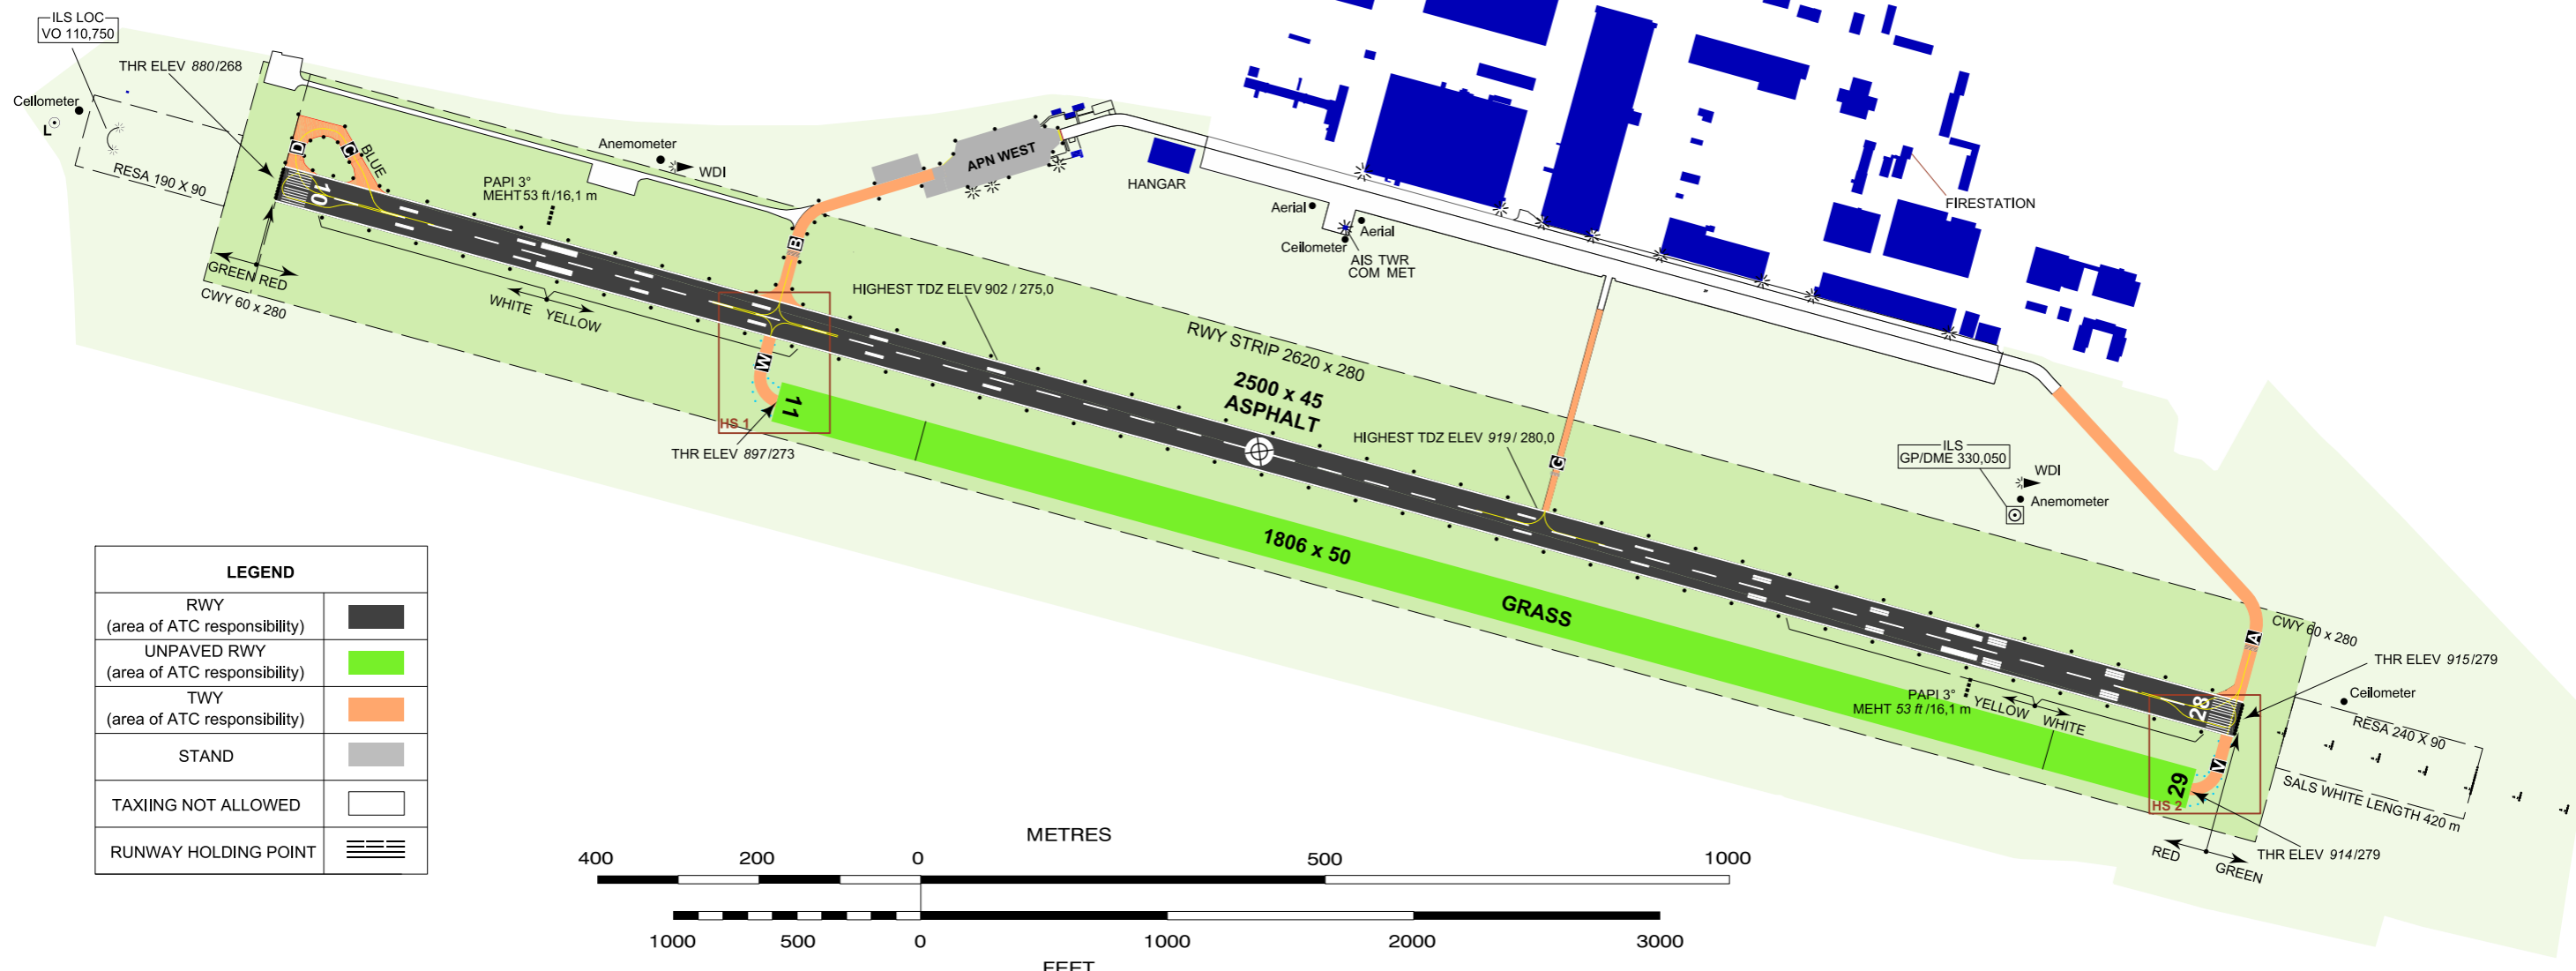 ILS LOC
VO 110,750
THR ELEV 880/268
Ceilometer
L
RESA 190 X 90
D
C
BLUE
10
GREEN RED
CWY 60 x 280
PAPI 3°
MEHT 53 ft /16,1 m
Anemometer
WDI
WHITE YELLOW
B
APN WEST
HANGAR
HIGHEST TDZ ELEV 902 / 275,0
W
11
HS 1
THR ELEV 897/273
RWY STRIP 2620 x 280
2500 x 45
ASPHALT
Aerial
Aerial
Ceilometer
AIS TWR
COM MET
FIRESTATION
HIGHEST TDZ ELEV 919 / 280,0
G
1806 x 50
GRASS
ILS
GP/DME 330,050
WDI
Anemometer
A
CWY 60 x 280
THR ELEV 915/279
Ceilometer
RESA 240 X 90
PAPI 3°
MEHT 53 ft /16,1 m
YELLOW WHITE
28
V
29
HS 2
SALS WHITE LENGTH 420 m
RED GREEN
THR ELEV 914/279
LEGEND
RWY
(area of ATC responsibility)
UNPAVED RWY
(area of ATC responsibility)
TWY
(area of ATC responsibility)
STAND
TAXIING NOT ALLOWED
RUNWAY HOLDING POINT
METRES
400 200 0 500 1000
1000 500 0 1000 2000 3000
FEET